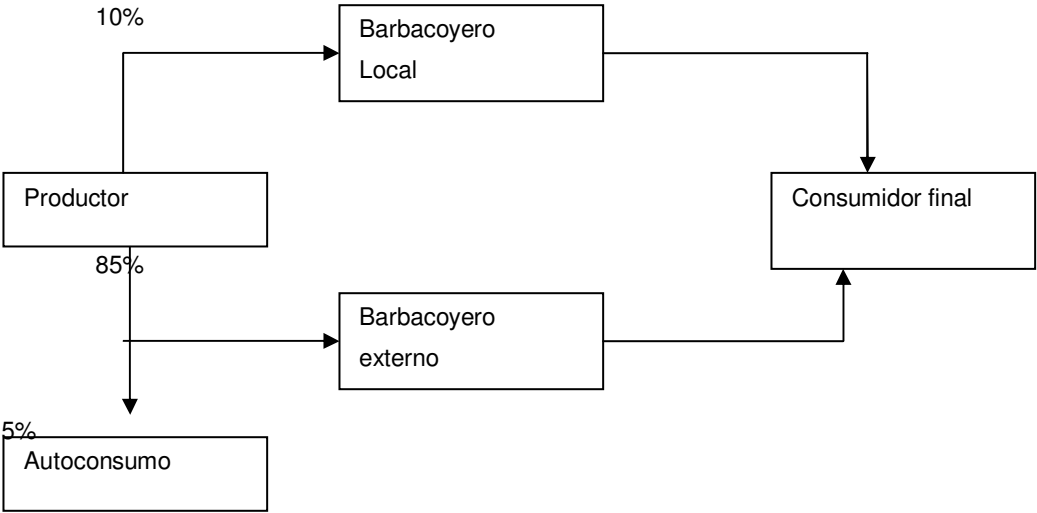 10%
Barbacoyero
Local
Productor
Consumidor final
85%
Barbacoyero
externo
5%
Autoconsumo